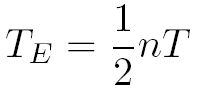 T_E = \frac{1}{2} nT